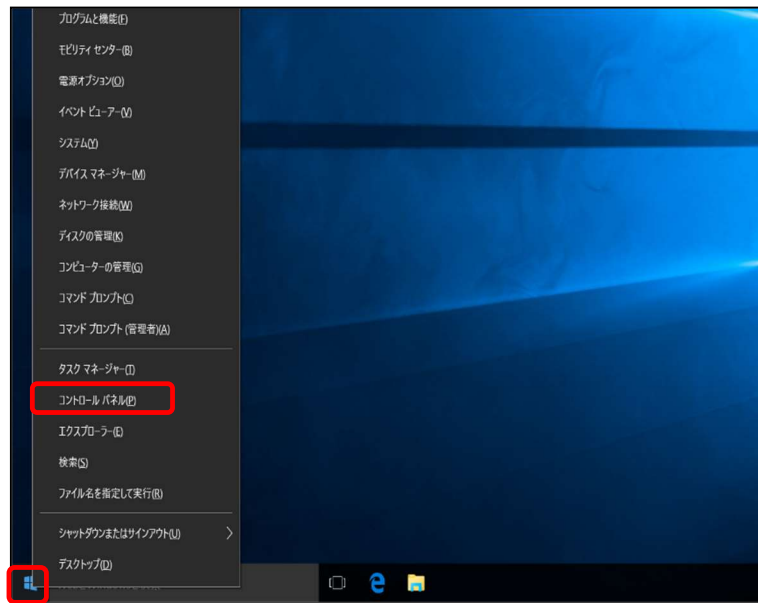 プログラムと機能(F)
モビリティ センター(B)
電源オプション(O)
イベント ビューアー(V)
システム(Y)
デバイス マネージャー(M)
ネットワーク接続(W)
ディスクの管理(K)
コンピューターの管理(G)
コマンド プロンプト(C)
コマンド プロンプト (管理者)(A)
タスク マネージャー(T)
コントロール パネル(P)
エクスプローラー(E)
検索(S)
ファイル名を指定して実行(R)
シャットダウンまたはサインアウト(U)
デスクトップ(D)